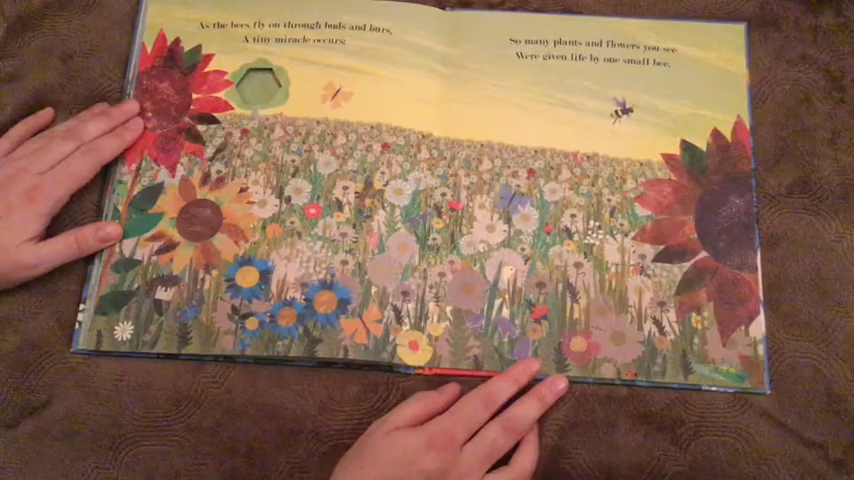 As the bees fly on through buds and burs,
A tiny miracle occurs:
So many plants and flowers you see
Were given life by one small bee,